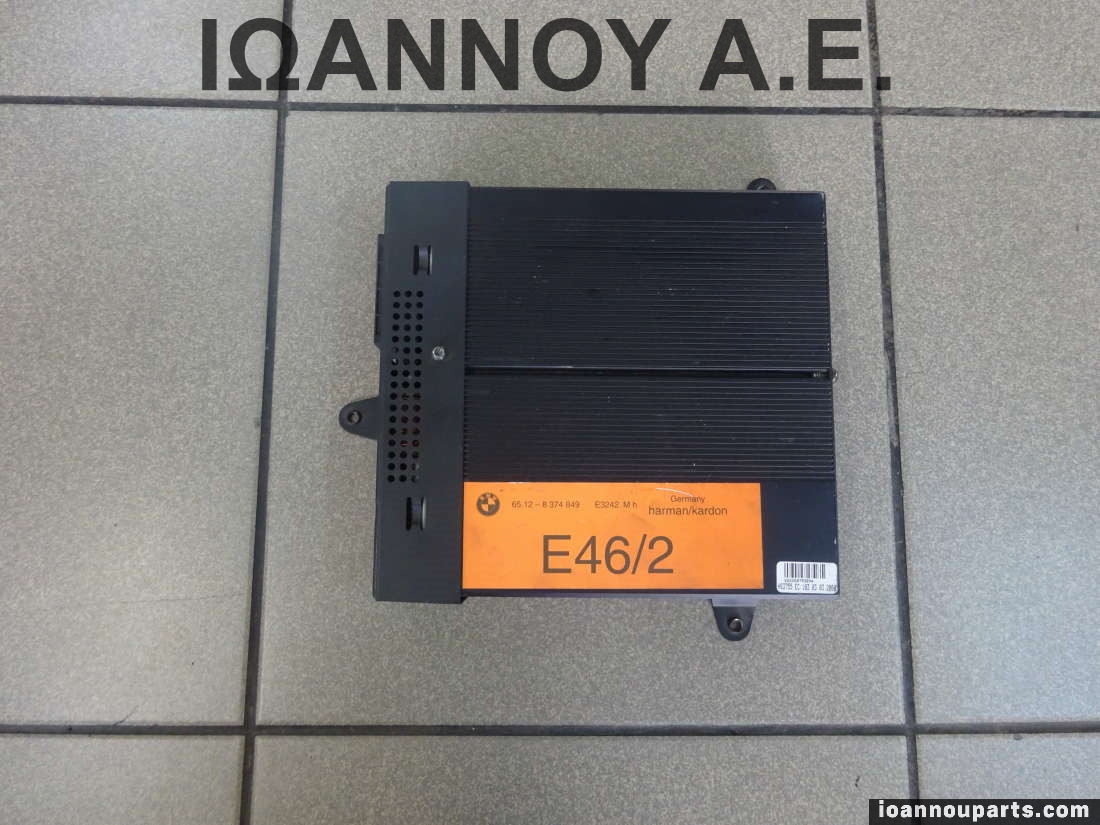 ΙΩΑΝΝΟΥ Α.Ε.
65.12 – 8 374 849 E3242 M h Germany
harman/kardon
E46/2
ioannouparts.com